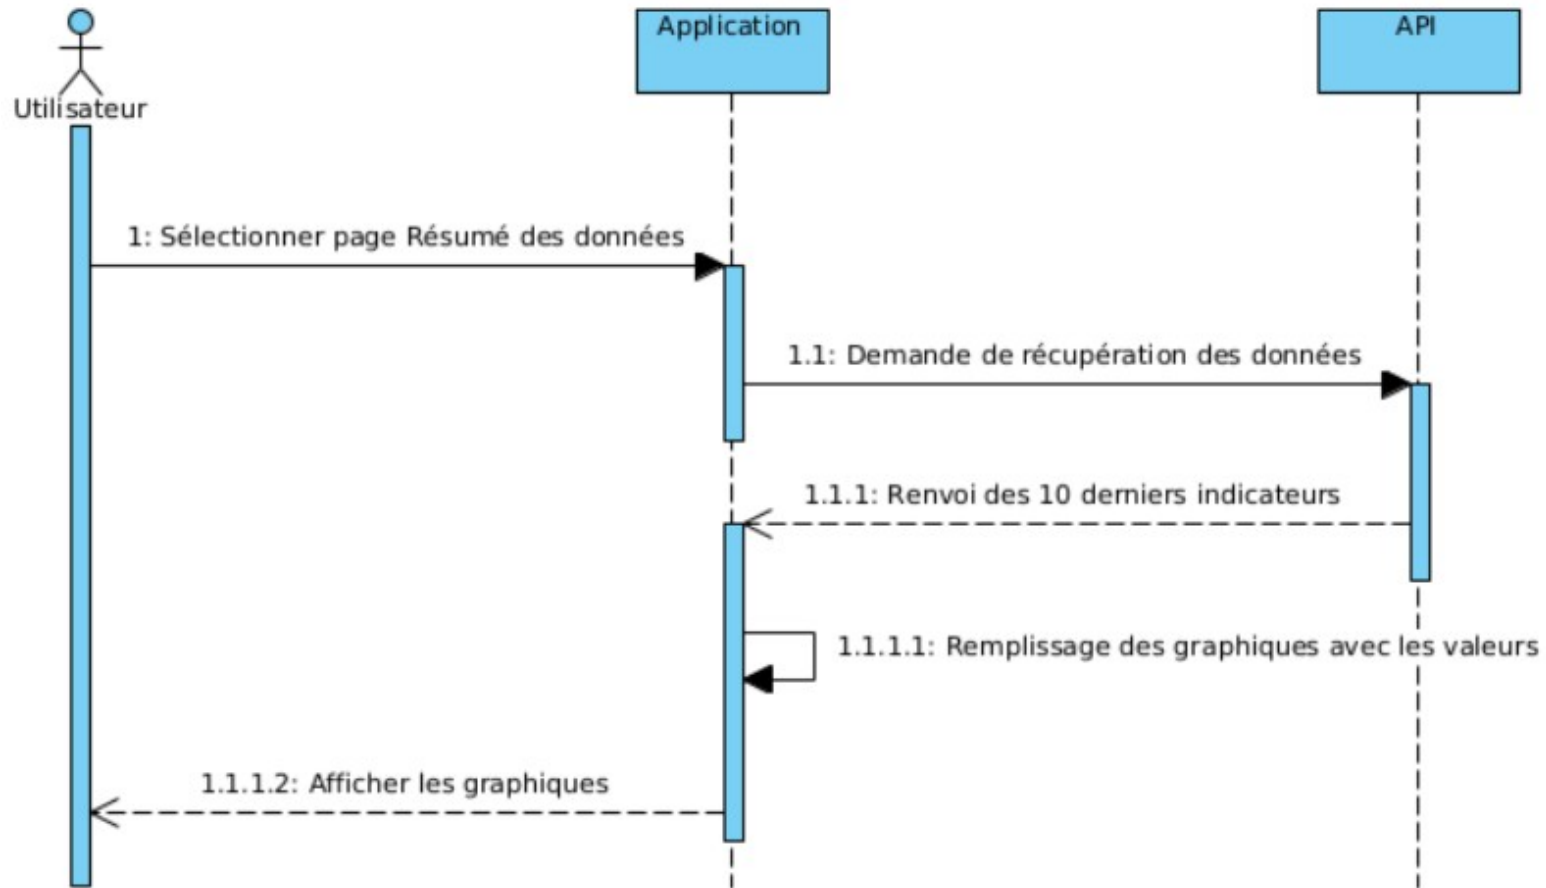 Application
API
Utilisateur
1: Sélectionner page Résumé des données
1.1: Demande de récupération des données
1.1.1: Renvoi des 10 derniers indicateurs
1.1.1.1: Remplissage des graphiques avec les valeurs
1.1.1.2: Afficher les graphiques